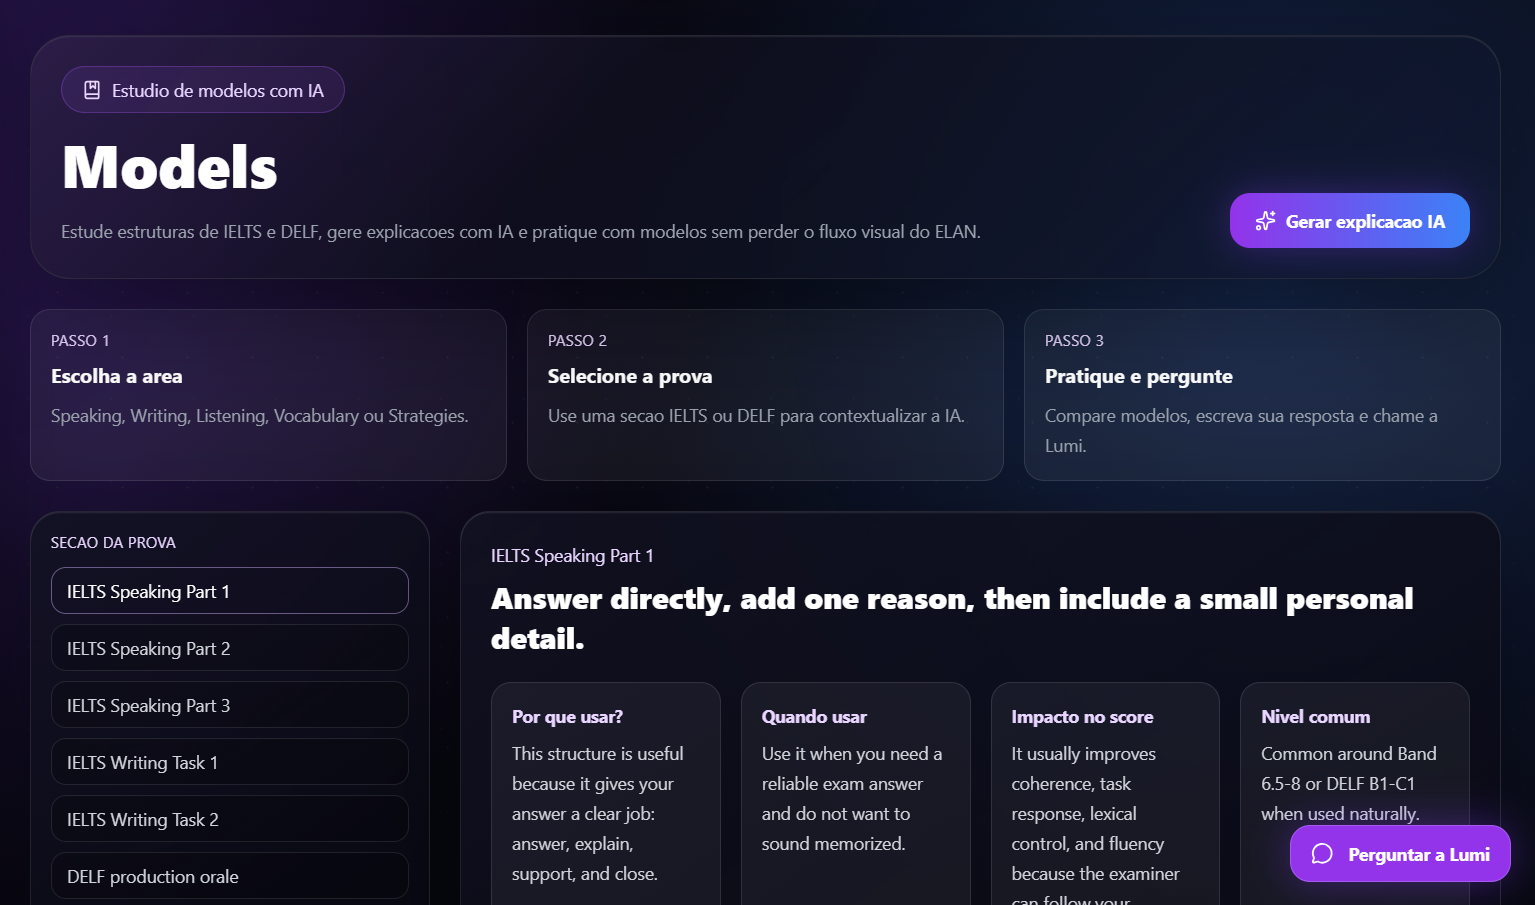 Estudio de modelos com IA
Models
Estude estruturas de IELTS e DELF, gere explicacoes com IA e pratique com modelos sem perder o fluxo visual do ELAN.
Gerar explicacao IA
PASSO 1
Escolha a area
Speaking, Writing, Listening, Vocabulary ou Strategies.
PASSO 2
Selecione a prova
Use uma secao IELTS ou DELF para contextualizar a IA.
PASSO 3
Pratique e pergunte
Compare modelos, escreva sua resposta e chame a
Lumi.
SECAO DA PROVA
IELTS Speaking Part 1
IELTS Speaking Part 2
IELTS Speaking Part 3
IELTS Writing Task 1
IELTS Writing Task 2
DELF production orale
IELTS Speaking Part 1
Answer directly, add one reason, then include a small personal
detail.
Por que usar?
This structure is useful
because it gives your
answer a clear job:
answer, explain,
support, and close.
Quando usar
Use it when you need a
reliable exam answer
and do not want to
sound memorized.
Impacto no score
It usually improves
coherence, task
response, lexical
control, and fluency
because the examiner
can follow your
Nivel comum
Common around Band
6.5-8 or DELF B1-C1
when used naturally.
Perguntar a Lumi